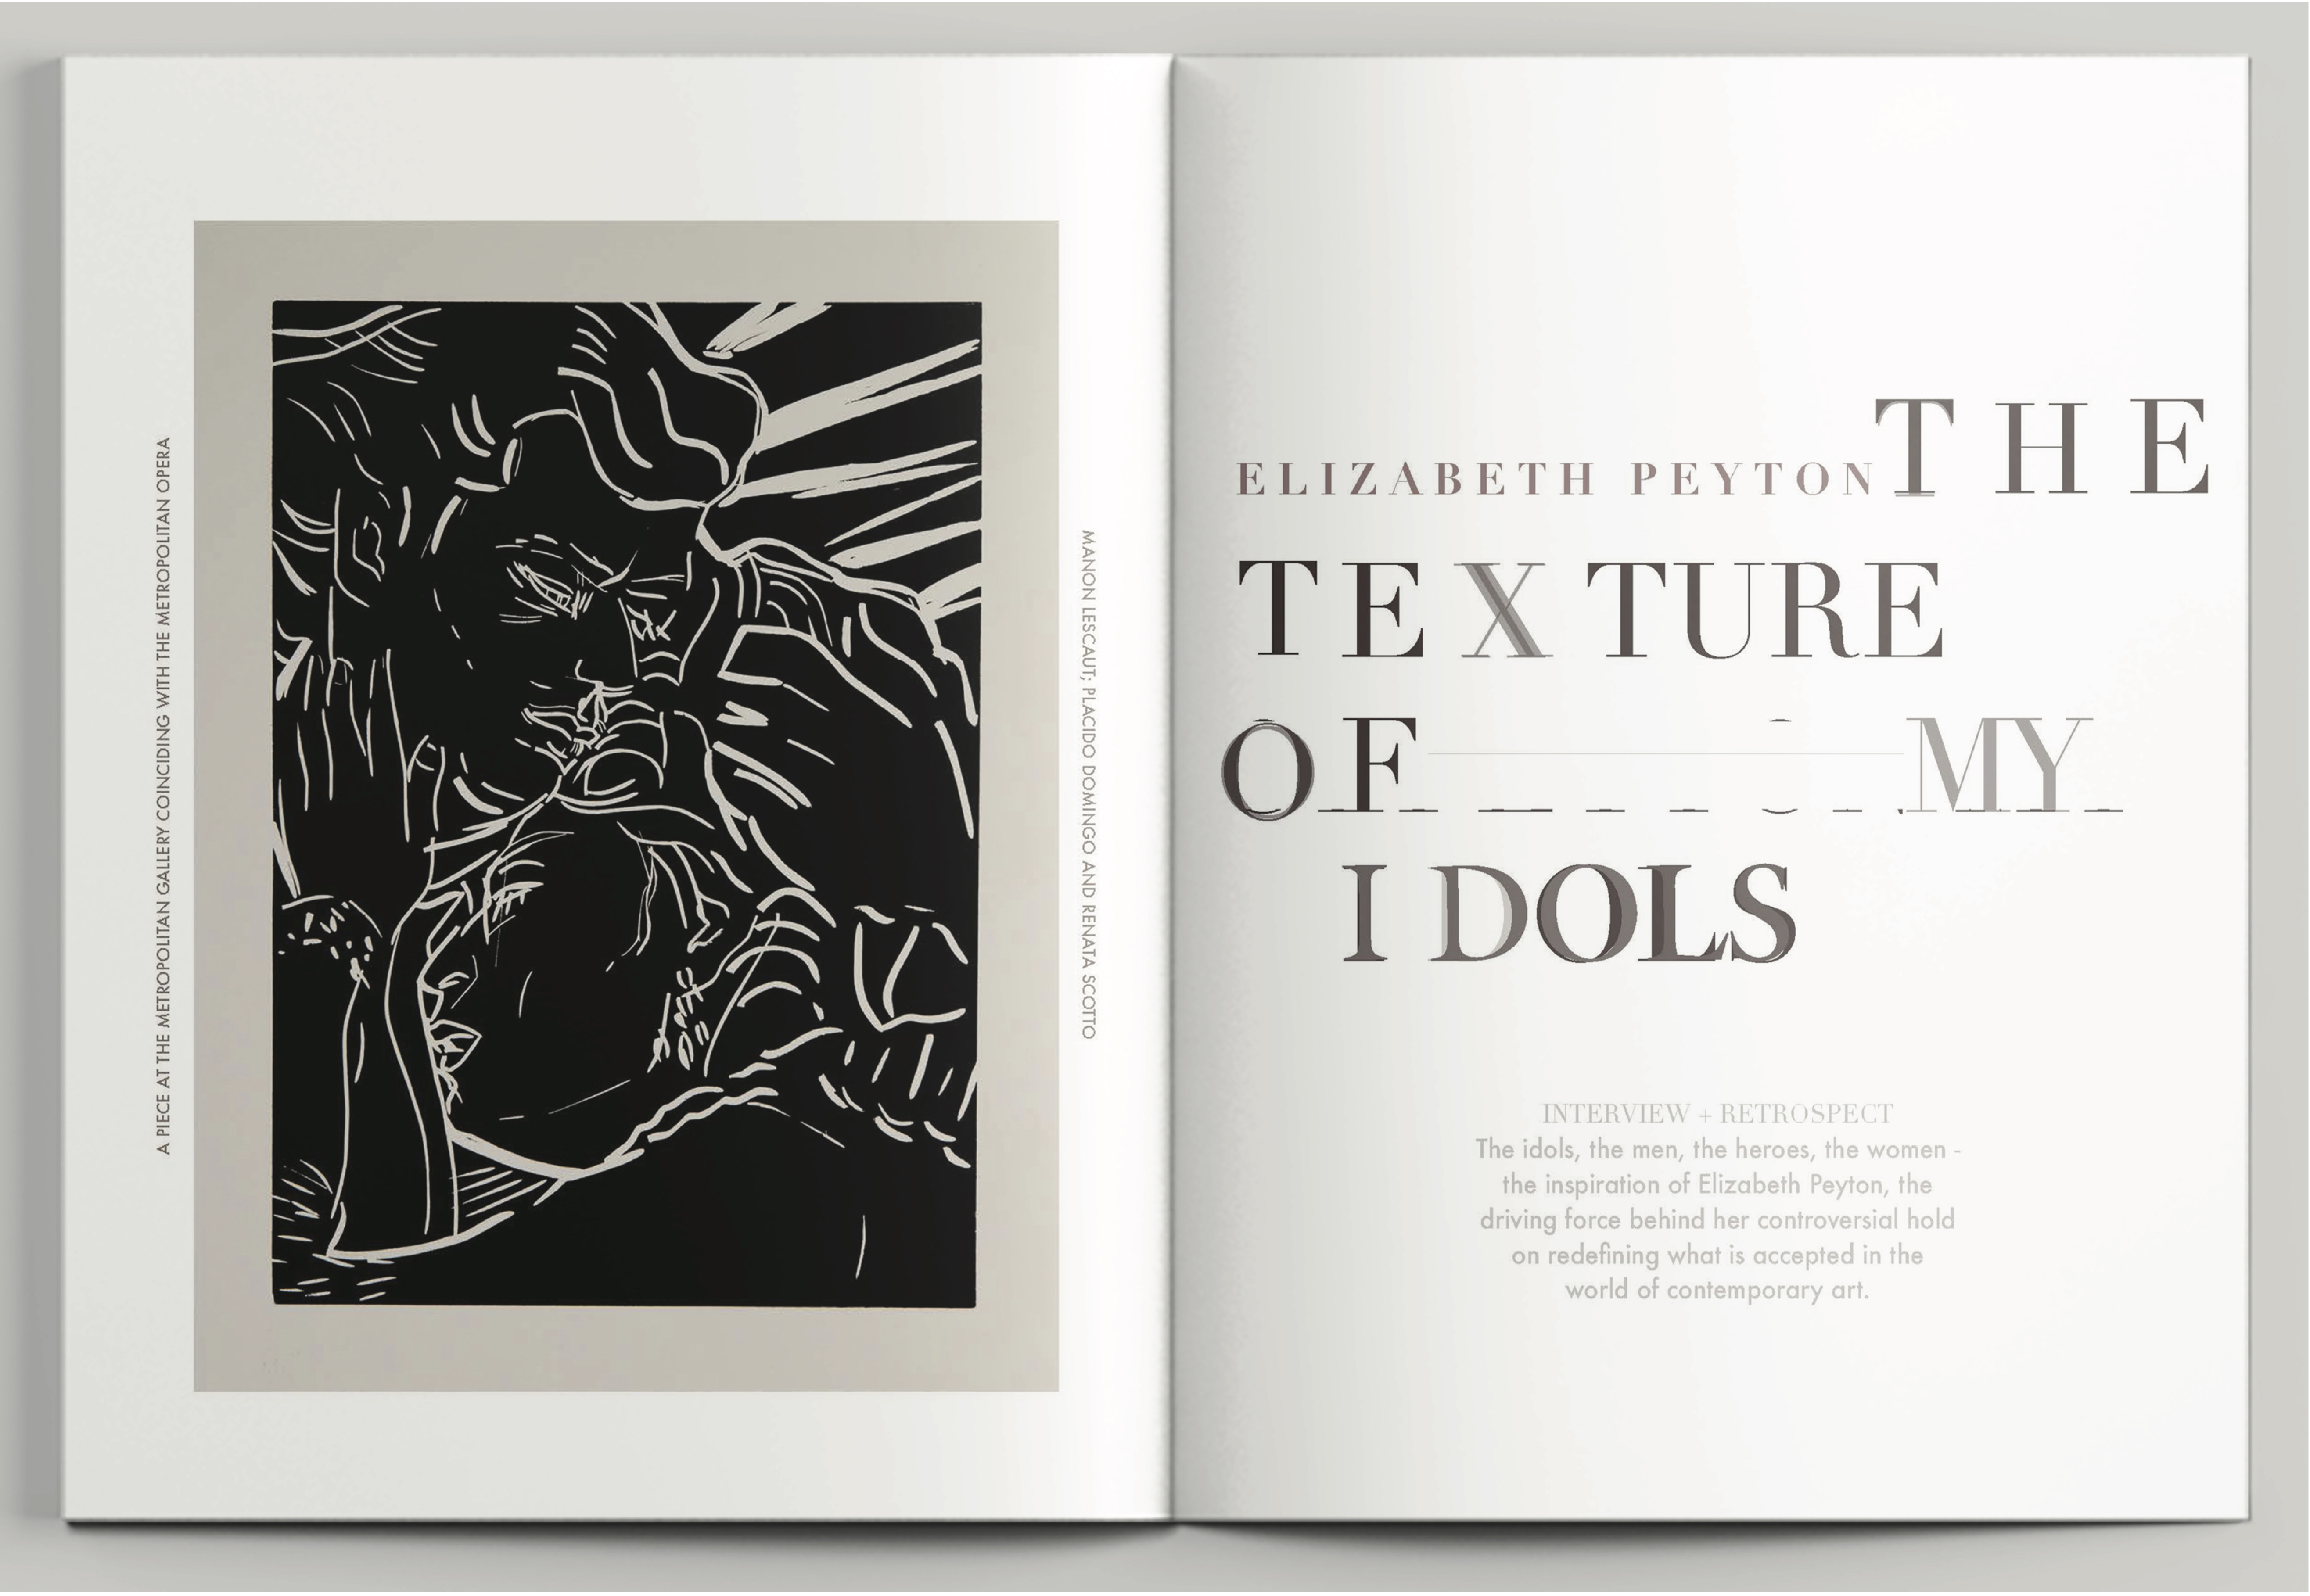 A PIECE AT THE METROPOLITAN GALLERY COINCIDING WITH THE METROPOLITAN OPERA
MANON LESCAUT; PLACIDO DOMINGO AND RENATA SCOTTO
ELIZABETH PEYTON THE
TEXTURE
OF MY
IDOLS
INTERVIEW + RETROSPECT
The idols, the men, the heroes, the women -
the inspiration of Elizabeth Peyton, the
driving force behind her controversial hold
on redefining what is accepted in the
world of contemporary art.